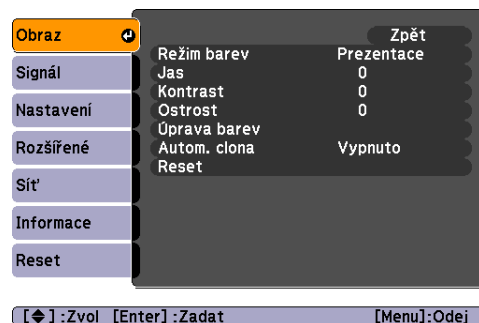 Obraz
Signál
Nastavení
Rozšířené
Síť
Informace
Reset
Zpět
Režim barev Prezentace
Jas 0
Kontrast 0
Ostrost 0
Úprava barev
Autom. clona Vypnuto
Reset
[◆] :Zvol [Enter] :Zadat [Menu]:Odej